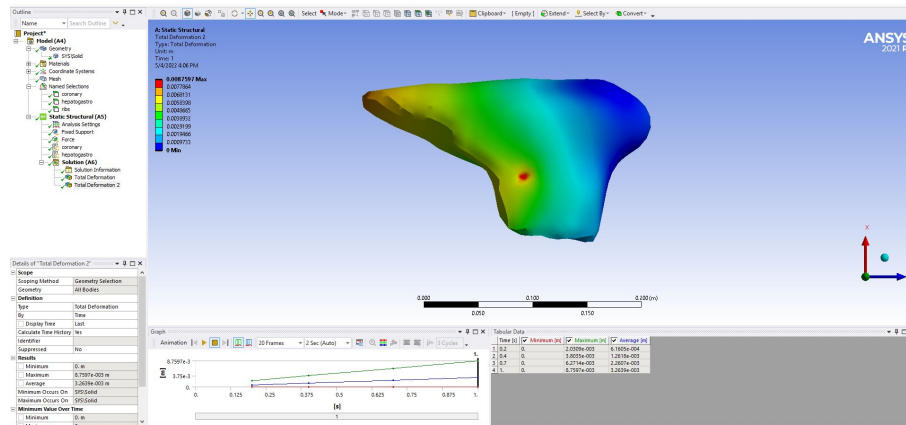 Outline
Name
Search Outline
Project*
Model (A4)
Geometry
SYS\Solid
Materials
Coordinate Systems
Mesh
Named Selections
coronary
hepatogastro
ribs
Static Structural (A5)
Analysis Settings
Fixed Support
Force
coronary
hepatogastro
Solution (A6)
Solution Information
Total Deformation
Total Deformation 2
Select Mode Clipboard [ Empty ] Extend Select By Convert
A: Static Structural
Total Deformation 2
Type: Total Deformation
Unit: m
Time: 1
5/4/2022 4:06 PM
0.0087597 Max
0.0077864
0.0068131
0.0058398
0.0048665
0.0038932
0.0029199
0.0019466
0.0009733
0 Min
ANSYS
2021
X
0.000 0.100 0.200 (m)
0.050 0.150
Details of "Total Deformation 2"
Scope
Scoping Method Geometry Selection
Geometry All Bodies
Definition
Type Total Deformation
By Time
Display Time Last
Calculate Time History Yes
Identifier
Suppressed No
Results
Minimum 0. m
Maximum 8.7597e-003 m
Average 3.2639e-003 m
Minimum Occurs On SYS\Solid
Maximum Occurs On SYS\Solid
Minimum Value Over Time
Minimum 0. m
Graph
Animation 20 Frames 2 Sec (Auto) 3 Cycles
1.
8.7597e-3
3.75e-3
0.
[m]
0. 0.125 0.25 0.375 0.5 0.625 0.75 0.875 1.
[s]
1
Tabular Data
Time [s] Minimum [m] Maximum [m] Average [m]
1 0.2 0. 2.0309e-003 6.1605e-004
2 0.4 0. 3.8035e-003 1.2618e-003
3 0.7 0. 6.2714e-003 2.2607e-003
4 1. 0. 8.7597e-003 3.2639e-003